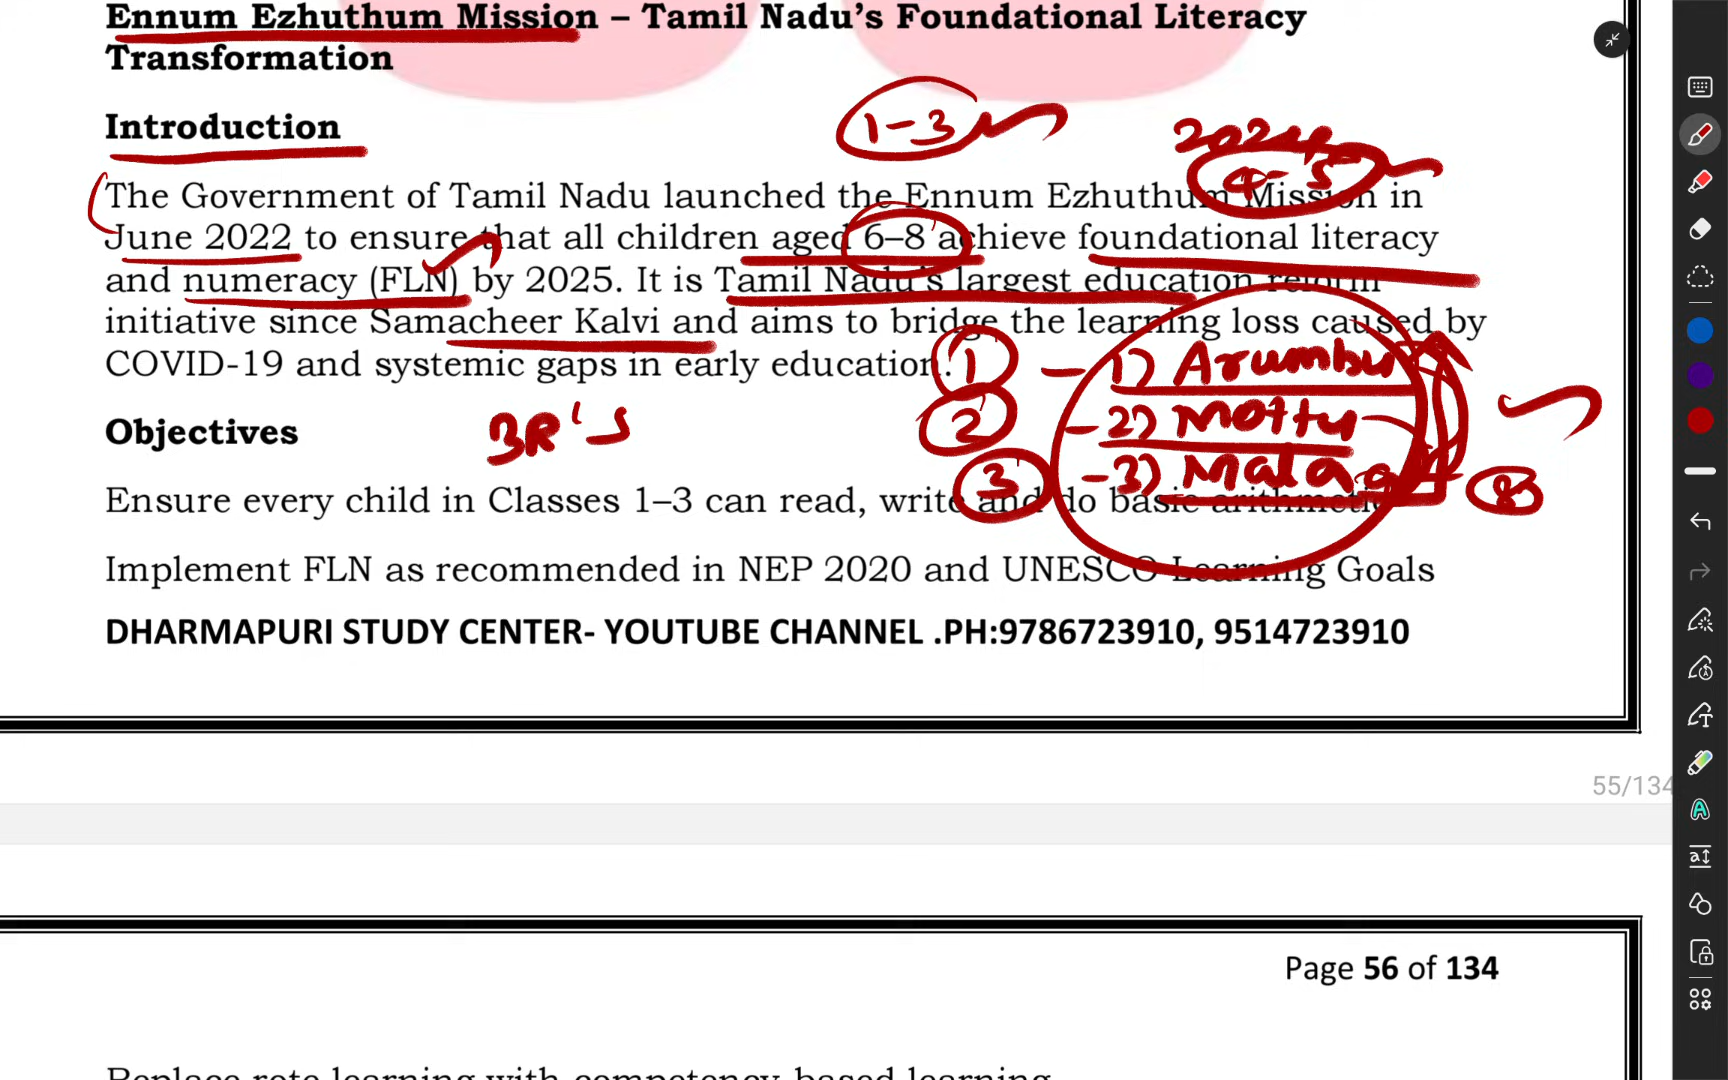 Ennum Ezhuthum Mission – Tamil Nadu's Foundational Literacy
Transformation
Introduction
1-3
2024
4-5
The Government of Tamil Nadu launched the Ennum Ezhuthum Mission in
June 2022 to ensure that all children aged 6–8 achieve foundational literacy
and numeracy (FLN) by 2025. It is Tamil Nadu's largest education reform
initiative since Samacheer Kalvi and aims to bridge the learning loss caused by
COVID-19 and systemic gaps in early education.
1 - 1) Arumbu
2 - 2) Mottu
3 - 3) Malar
Objectives
3R's
Ensure every child in Classes 1–3 can read, write and do basic arithmetic
Implement FLN as recommended in NEP 2020 and UNESCO Learning Goals
DHARMAPURI STUDY CENTER- YOUTUBE CHANNEL .PH:9786723910, 9514723910
55/134
Page 56 of 134
Replace rote learning with competency-based learning